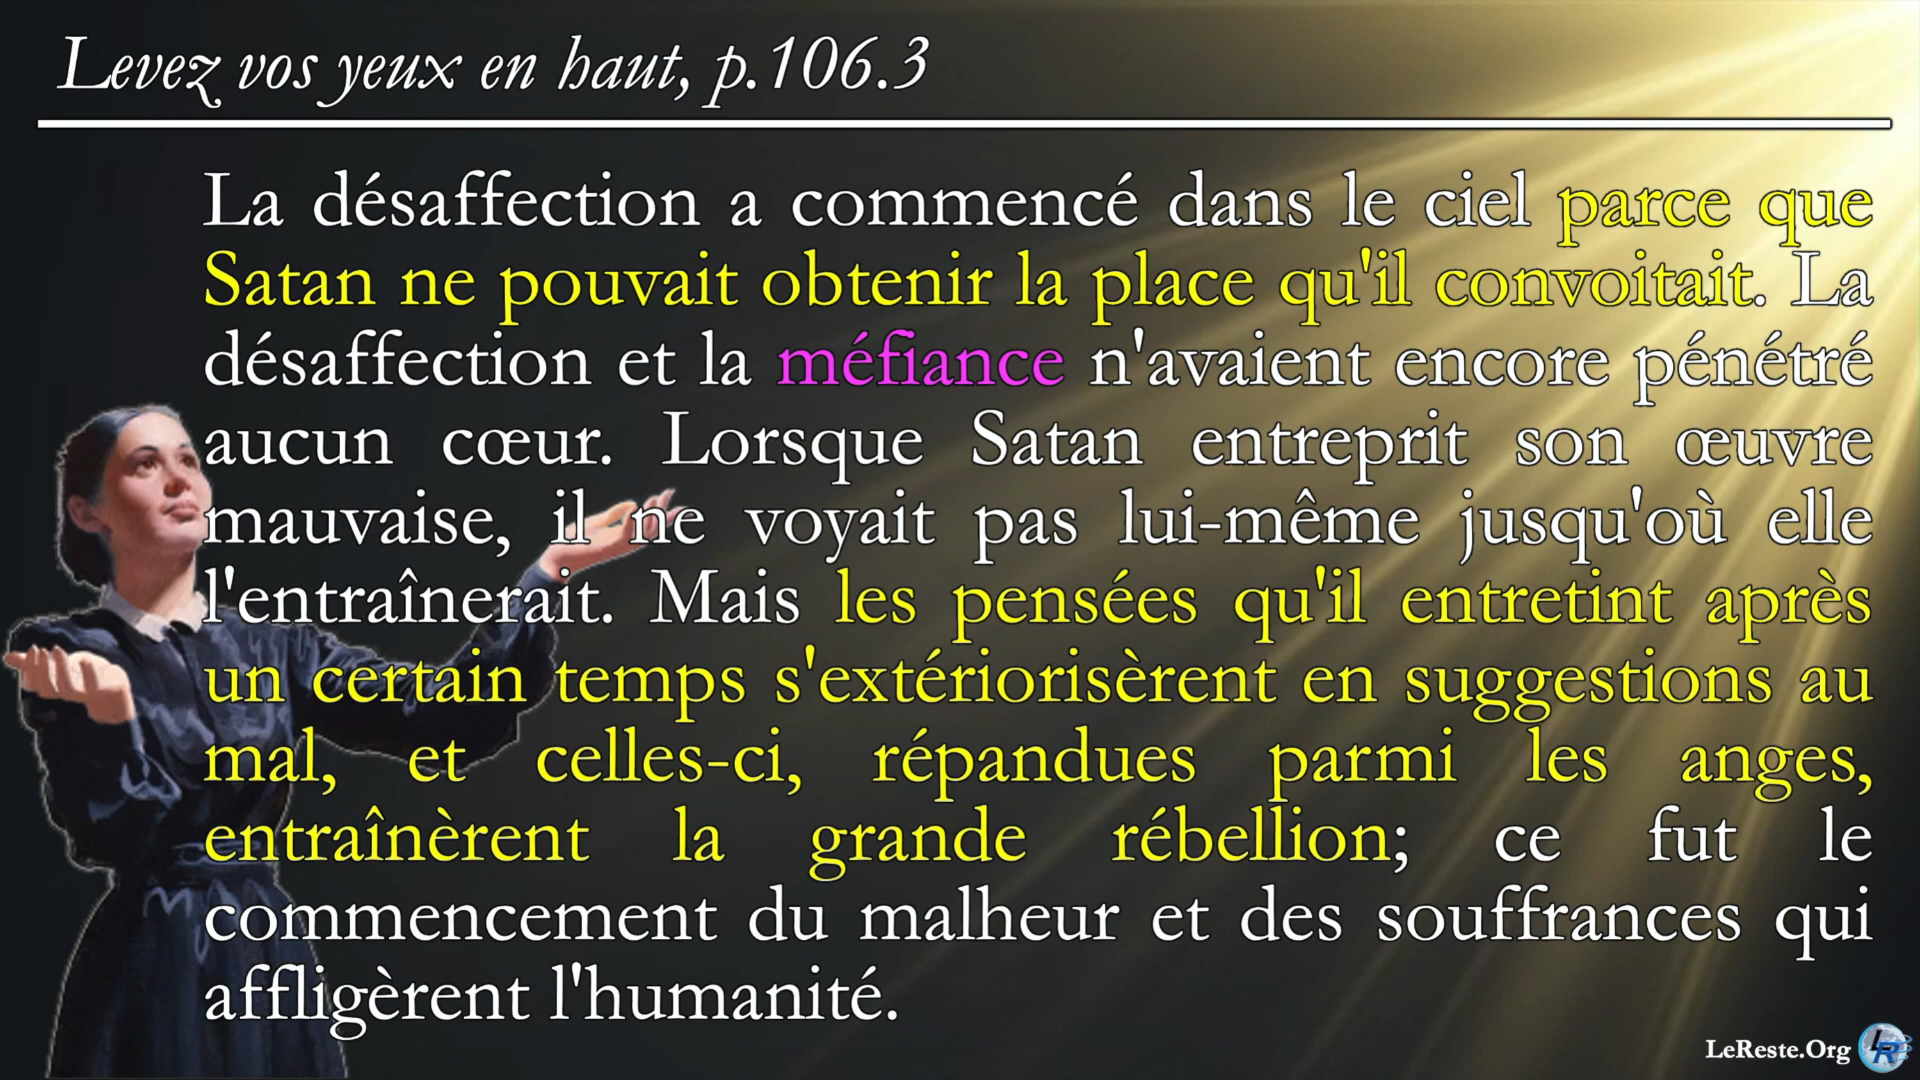 Levez vos yeux en haut, p.106.3
La désaffection a commencé dans le ciel parce que
Satan ne pouvait obtenir la place qu'il convoitait. La
désaffection et la méfiance n'avaient encore pénétré
aucun cœur. Lorsque Satan entreprit son œuvre
mauvaise, il ne voyait pas lui-même jusqu'où elle
l'entraînerait. Mais les pensées qu'il entretint après
un certain temps s'extériorisèrent en suggestions au
mal, et celles-ci, répandues parmi les anges,
entraînèrent la grande rébellion; ce fut le
commencement du malheur et des souffrances qui
affligèrent l'humanité.
LeReste.Org LR